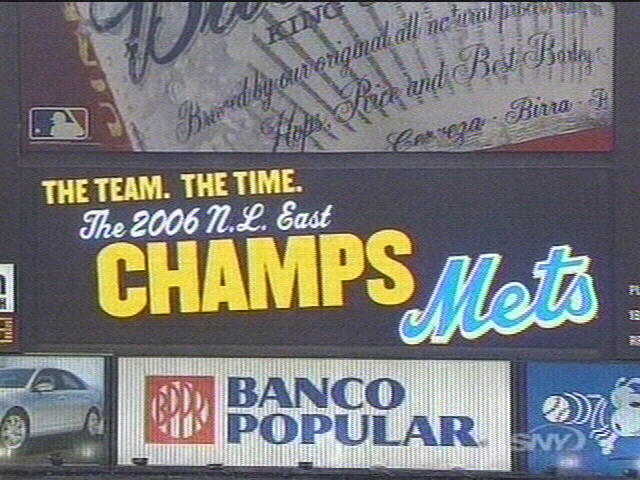 KING
Brewed by our original all natural process
Hops, Rice and Best Barley
Cerveza · Birra ·
THE TEAM. THE TIME.
The 2006 N.L. East
CHAMPS
Mets
BPPR
BANCO
POPULAR
SNY